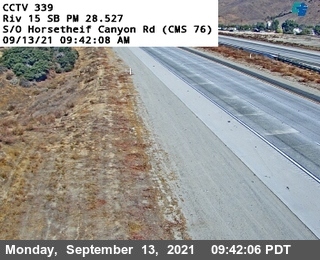 CCTV 339
Riv 15 SB PM 28.527
S/O Horsetheif Canyon Rd (CMS 76)
09/13/21 09:42:08 AM
Monday, September 13, 2021 09:42:06 PDT